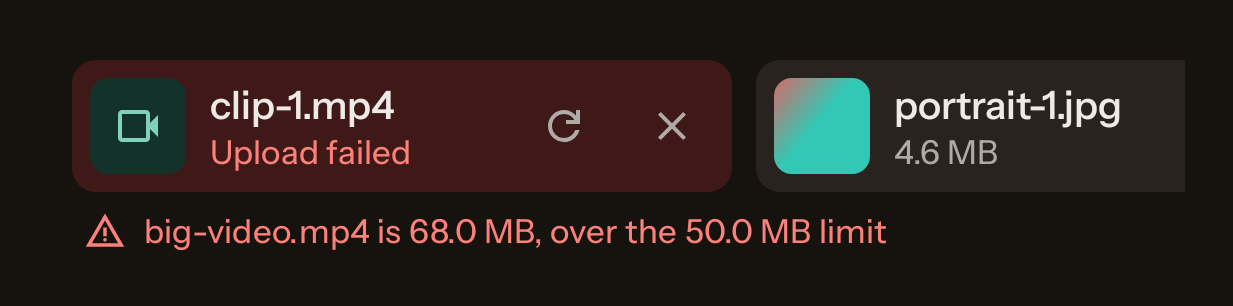 clip-1.mp4
Upload failed
portrait-1.jpg
4.6 MB
big-video.mp4 is 68.0 MB, over the 50.0 MB limit